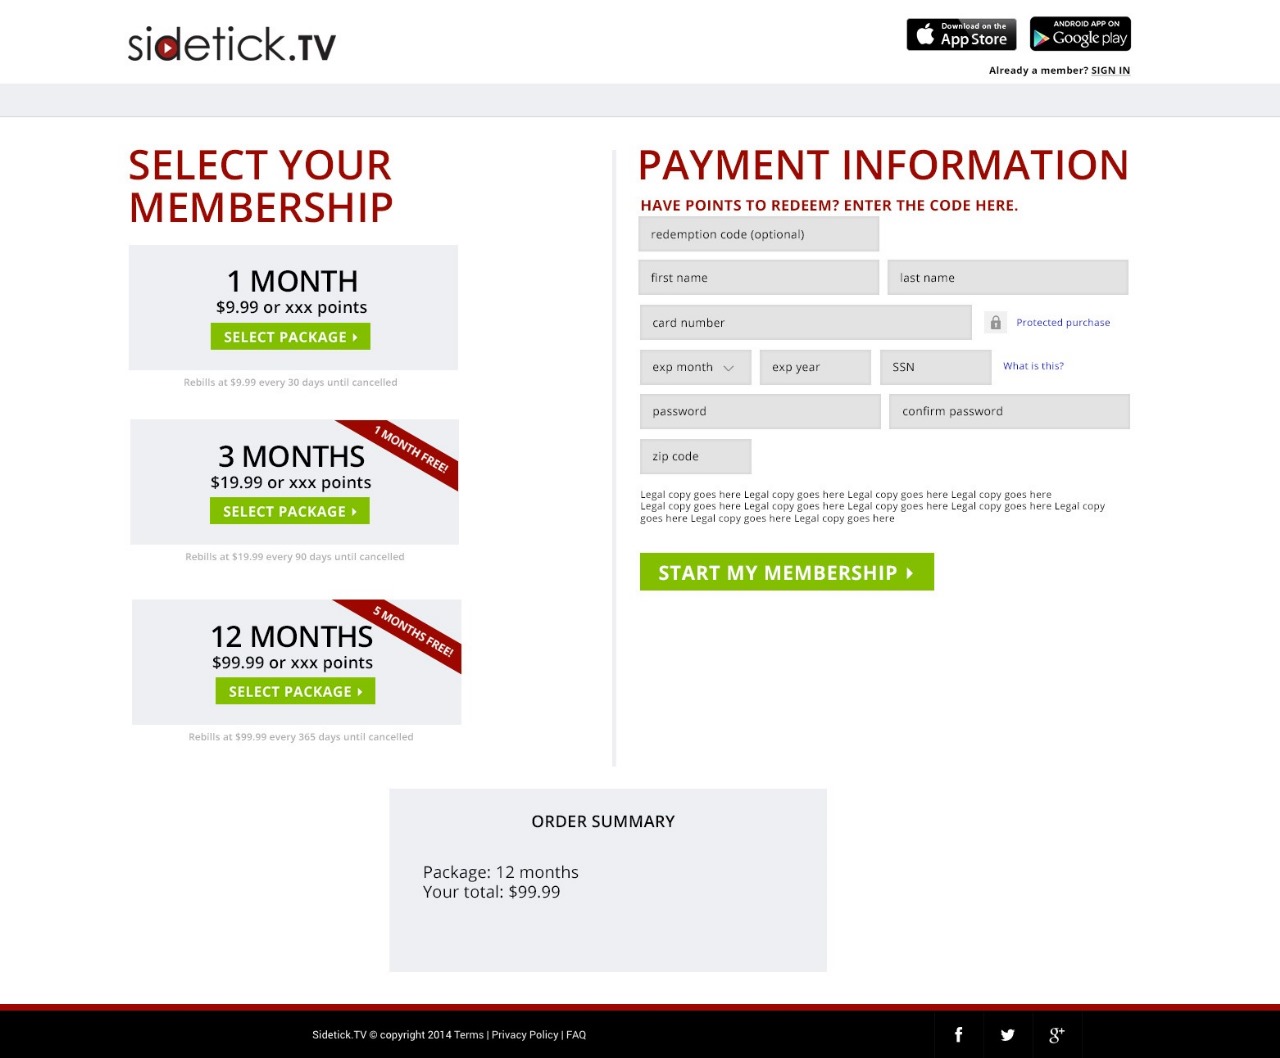 sidetick.TV
Download on the
App Store
ANDROID APP ON
Google play
Already a member? SIGN IN
SELECT YOUR
MEMBERSHIP
1 MONTH
$9.99 or xxx points
SELECT PACKAGE
Rebills at $9.99 every 30 days until cancelled
1 MONTH FREE!
3 MONTHS
$19.99 or xxx points
SELECT PACKAGE
Rebills at $19.99 every 90 days until cancelled
5 MONTHS FREE!
12 MONTHS
$99.99 or xxx points
SELECT PACKAGE
Rebills at $99.99 every 365 days until cancelled
PAYMENT INFORMATION
HAVE POINTS TO REDEEM? ENTER THE CODE HERE.
redemption code (optional)
first name
last name
card number
Protected purchase
exp month
exp year
SSN
What is this?
password
confirm password
zip code
Legal copy goes here Legal copy goes here Legal copy goes here Legal copy goes here
Legal copy goes here Legal copy goes here Legal copy goes here Legal copy goes here Legal copy
goes here Legal copy goes here Legal copy goes here
START MY MEMBERSHIP
ORDER SUMMARY
Package: 12 months
Your total: $99.99
Sidetick.TV © copyright 2014 Terms | Privacy Policy | FAQ
f
g+